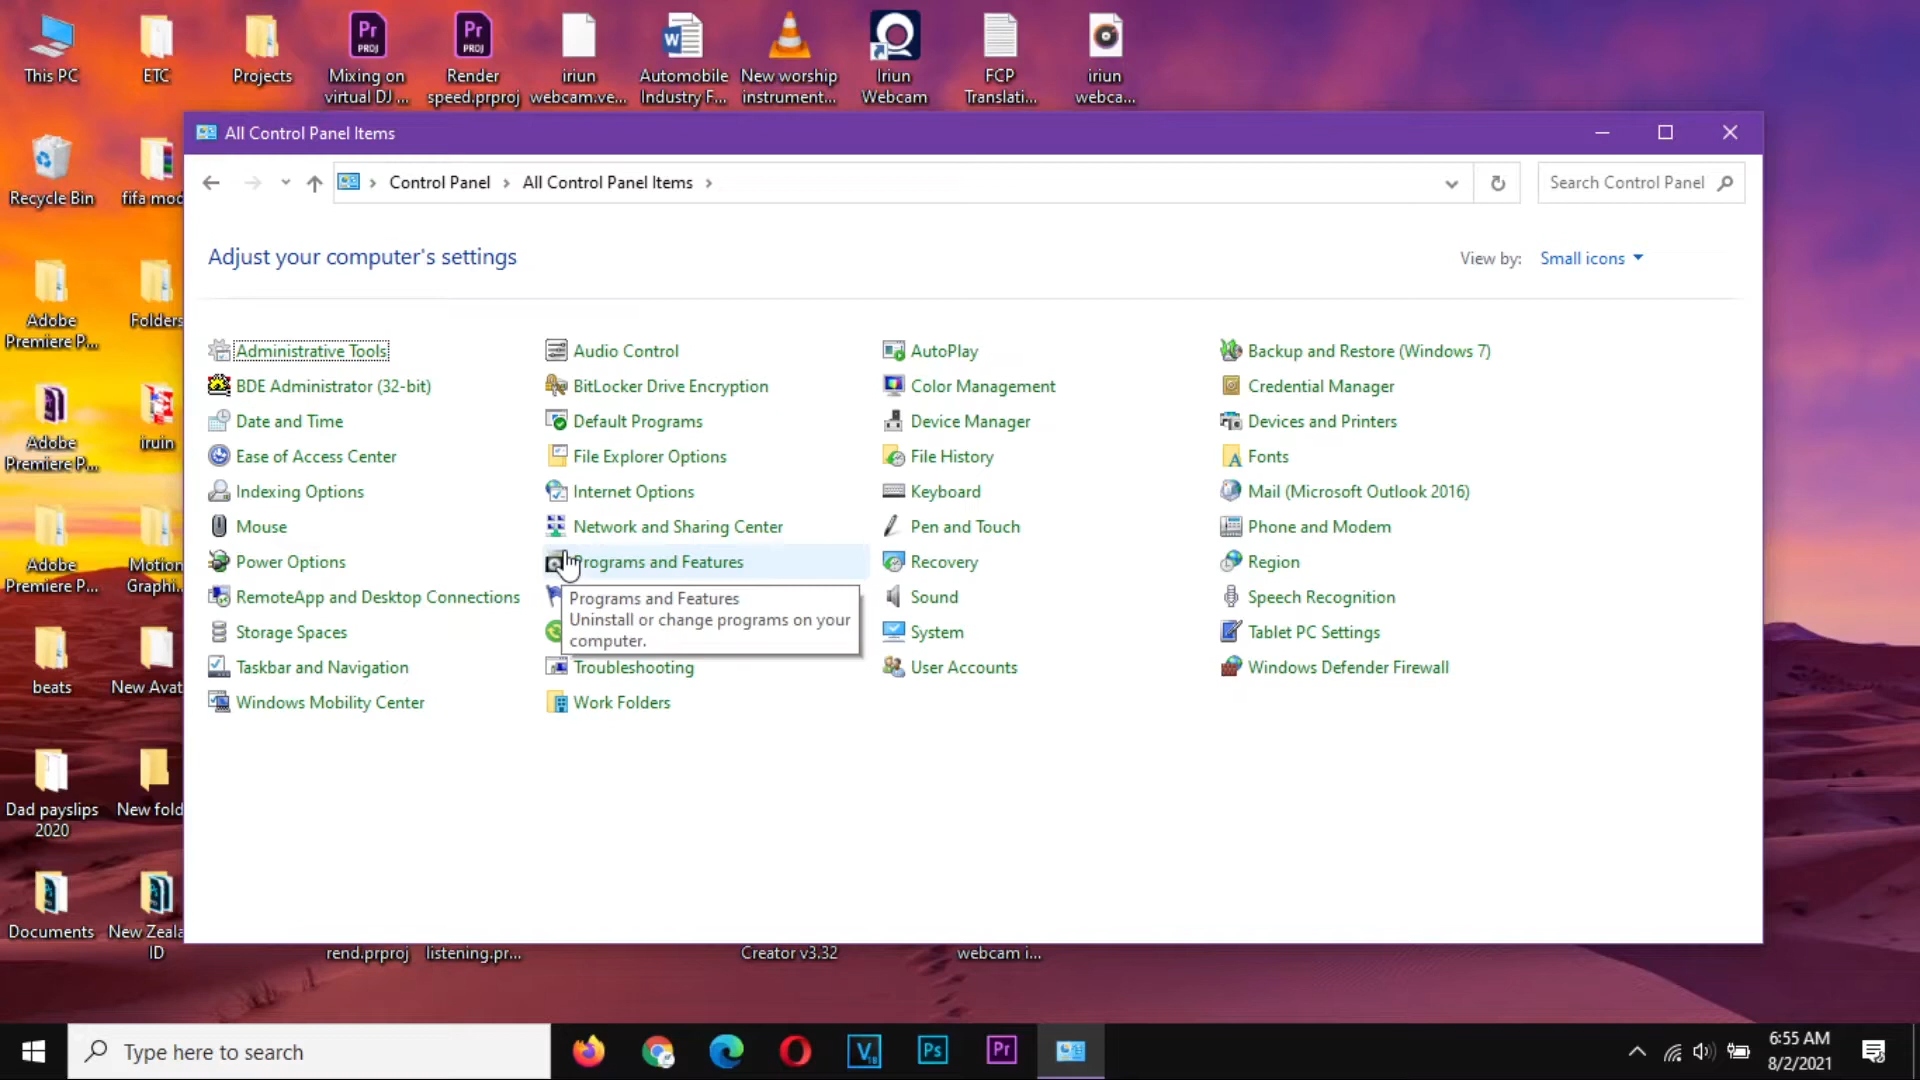 This PC
ETC
Projects
Mixing on
virtual DJ ...
Render
speed.prproj
iriun
webcam.ve...
Automobile
Industry F...
New worship
instrument...
Iriun
Webcam
FCP
Translati...
iriun
webca...
Recycle Bin
fifa mod
Adobe
Premiere P...
Folders
Adobe
Premiere P...
iruin
Adobe
Premiere P...
Motion
Graphi...
beats
New Avat
Dad payslips
2020
New fold
Documents
New Zeala
ID
rend.prproj
listening.pr...
Creator v3.32
webcam i...
All Control Panel Items
Control Panel
All Control Panel Items
Search Control Panel
Adjust your computer's settings
View by: Small icons
Administrative Tools
Audio Control
AutoPlay
Backup and Restore (Windows 7)
BDE Administrator (32-bit)
BitLocker Drive Encryption
Color Management
Credential Manager
Date and Time
Default Programs
Device Manager
Devices and Printers
Ease of Access Center
File Explorer Options
File History
Fonts
Indexing Options
Internet Options
Keyboard
Mail (Microsoft Outlook 2016)
Mouse
Network and Sharing Center
Pen and Touch
Phone and Modem
Power Options
Programs and Features
Recovery
Region
RemoteApp and Desktop Connections
Programs and Features
Uninstall or change programs on your
computer.
Sound
Speech Recognition
Storage Spaces
System
Tablet PC Settings
Taskbar and Navigation
Troubleshooting
User Accounts
Windows Defender Firewall
Windows Mobility Center
Work Folders
Type here to search
Ps
Pr
6:55 AM
8/2/2021